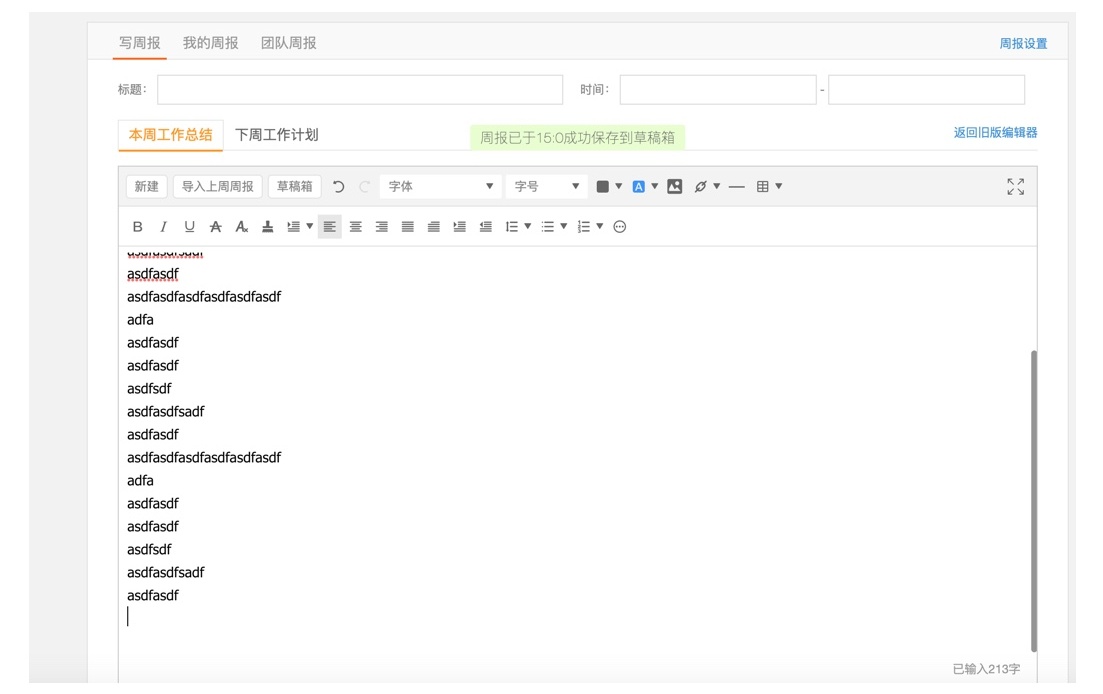 写周报 我的周报 团队周报 周报设置
标题: 时间: -
本周工作总结 下周工作计划 周报已于15:0成功保存到草稿箱 返回旧版编辑器
新建 导入上周周报 草稿箱 字体 字号 A
B I U A A
asdfasdfsadf
asdfasdf
asdfasdfasdfasdfasdfasdf
adfa
asdfasdf
asdfasdf
asdfsdf
asdfasdfsadf
asdfasdf
asdfasdfasdfasdfasdfasdf
adfa
asdfasdf
asdfasdf
asdfsdf
asdfasdfsadf
asdfasdf
已输入213字